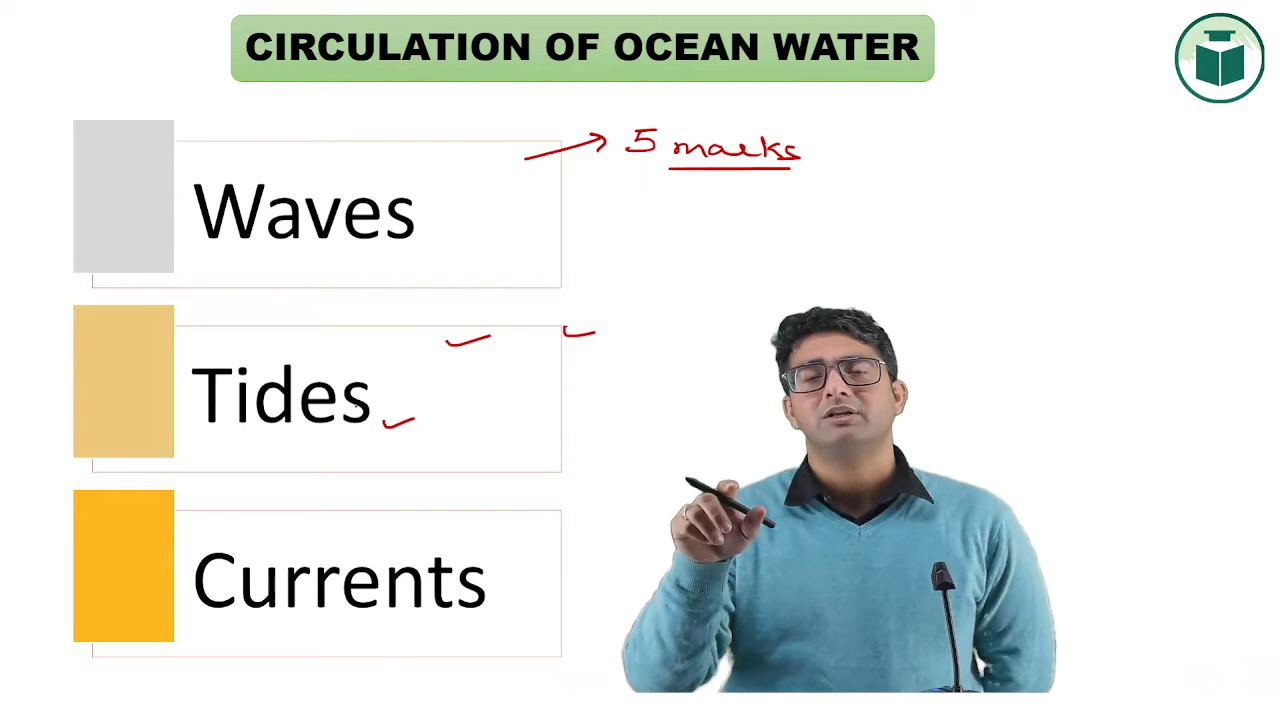 CIRCULATION OF OCEAN WATER
Waves
5 marks
Tides
Currents